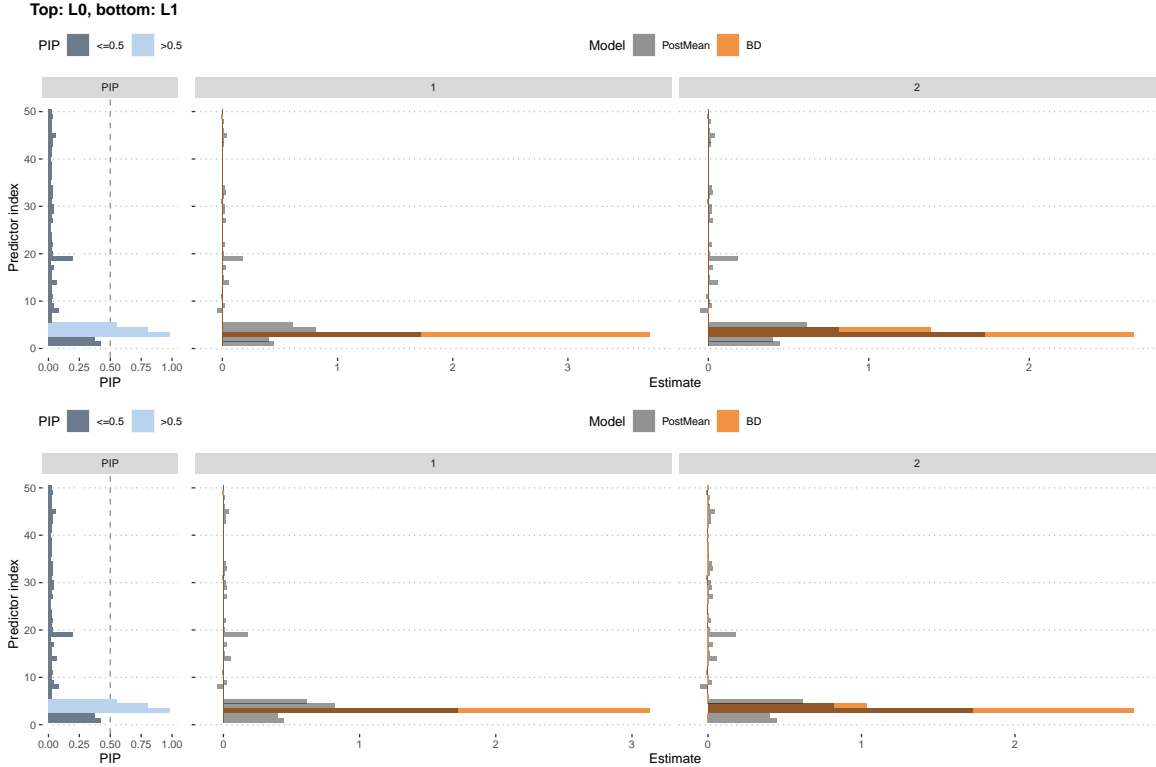 Top: L0, bottom: L1
PIP <=0.5 >0.5 Model PostMean BD
PIP 1 2
Predictor index
50
40
30
20
10
0
0.00 0.25 0.50 0.75 1.00 0 1 2 3 0 1 2
PIP Estimate
PIP <=0.5 >0.5 Model PostMean BD
PIP 1 2
Predictor index
50
40
30
20
10
0
0.00 0.25 0.50 0.75 1.00 0 1 2 3 0 1 2
PIP Estimate